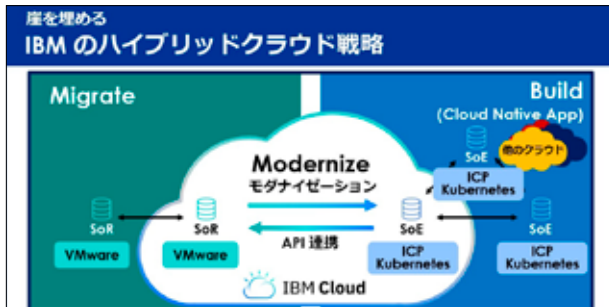 崖を埋める
IBM のハイブリッドクラウド戦略
Migrate
Build
(Cloud Native App)
SoE
他のクラウド
ICP
Kubernetes
Modernize
モダナイゼーション
SoR
SoR
API 連携
SoE
SoE
VMware
VMware
ICP
Kubernetes
ICP
Kubernetes
IBM Cloud